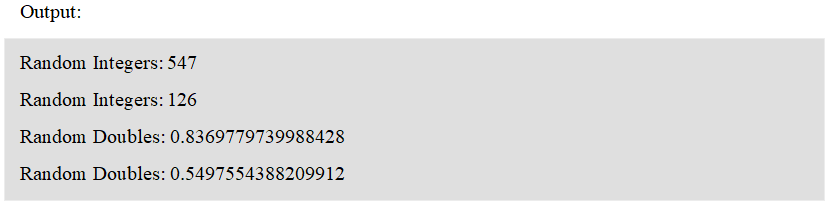 Output:
Random Integers: 547
Random Integers: 126
Random Doubles: 0.8369779739988428
Random Doubles: 0.5497554388209912